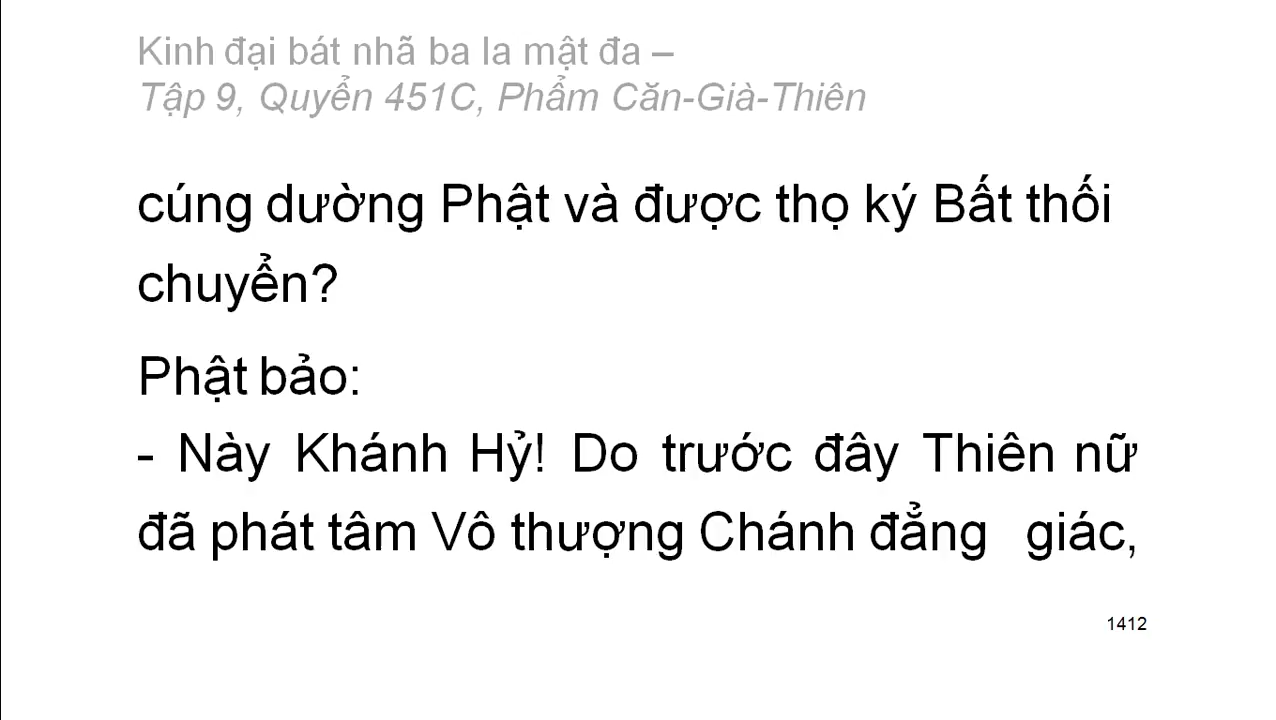 Kinh đại bát nhã ba la mật đa –
Tập 9, Quyển 451C, Phẩm Căn-Già-Thiên
cúng dường Phật và được thọ ký Bất thối
chuyển?
Phật bảo:
- Này Khánh Hỷ! Do trước đây Thiên nữ
đã phát tâm Vô thượng Chánh đẳng giác,
1412